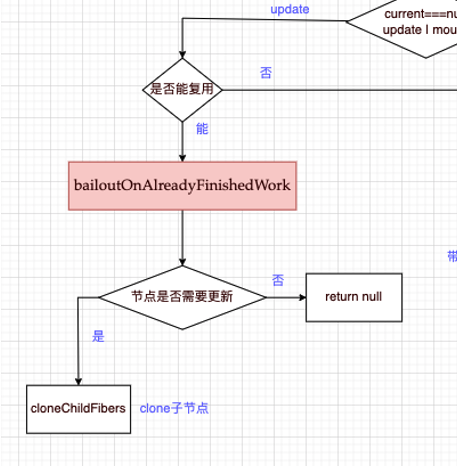 update
current===nu
update I mou
是否能复用
否
能
bailoutOnAlreadyFinishedWork
带
节点是否需要更新
否
return null
是
cloneChildFibers
clone子节点